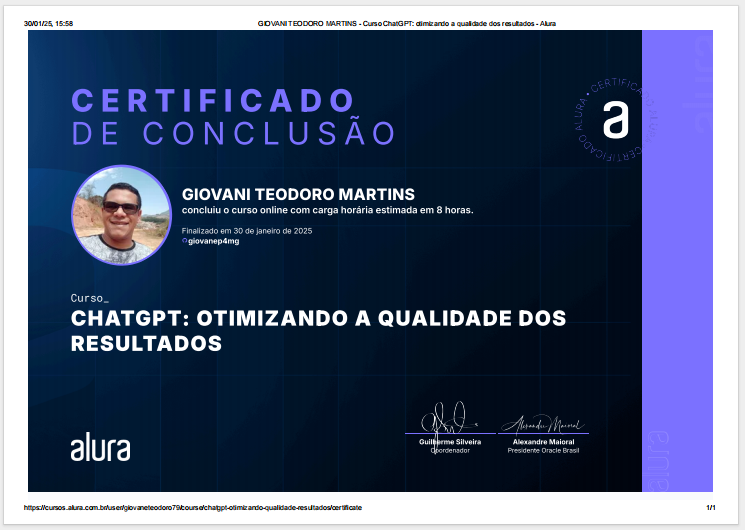 30/01/25, 15:58
GIOVANI TEODORO MARTINS - Curso ChatGPT: otimizando a qualidade dos resultados - Alura
CERTIFICADO
DE CONCLUSÃO
CERTIFICADO ALURA • CERTIFICADO ALURA •
a
alura
GIOVANI TEODORO MARTINS
concluiu o curso online com carga horária estimada em 8 horas.
Finalizado em 30 de janeiro de 2025
giovanep4mg
Curso_
CHATGPT: OTIMIZANDO A QUALIDADE DOS
RESULTADOS
alura
Guilherme Silveira
Coordenador
Alexandre Maioral
Alexandre Maioral
Presidente Oracle Brasil
alura
https://cursos.alura.com.br/user/giovaneteodoro79/course/chatgpt-otimizando-qualidade-resultados/certificate
1/1